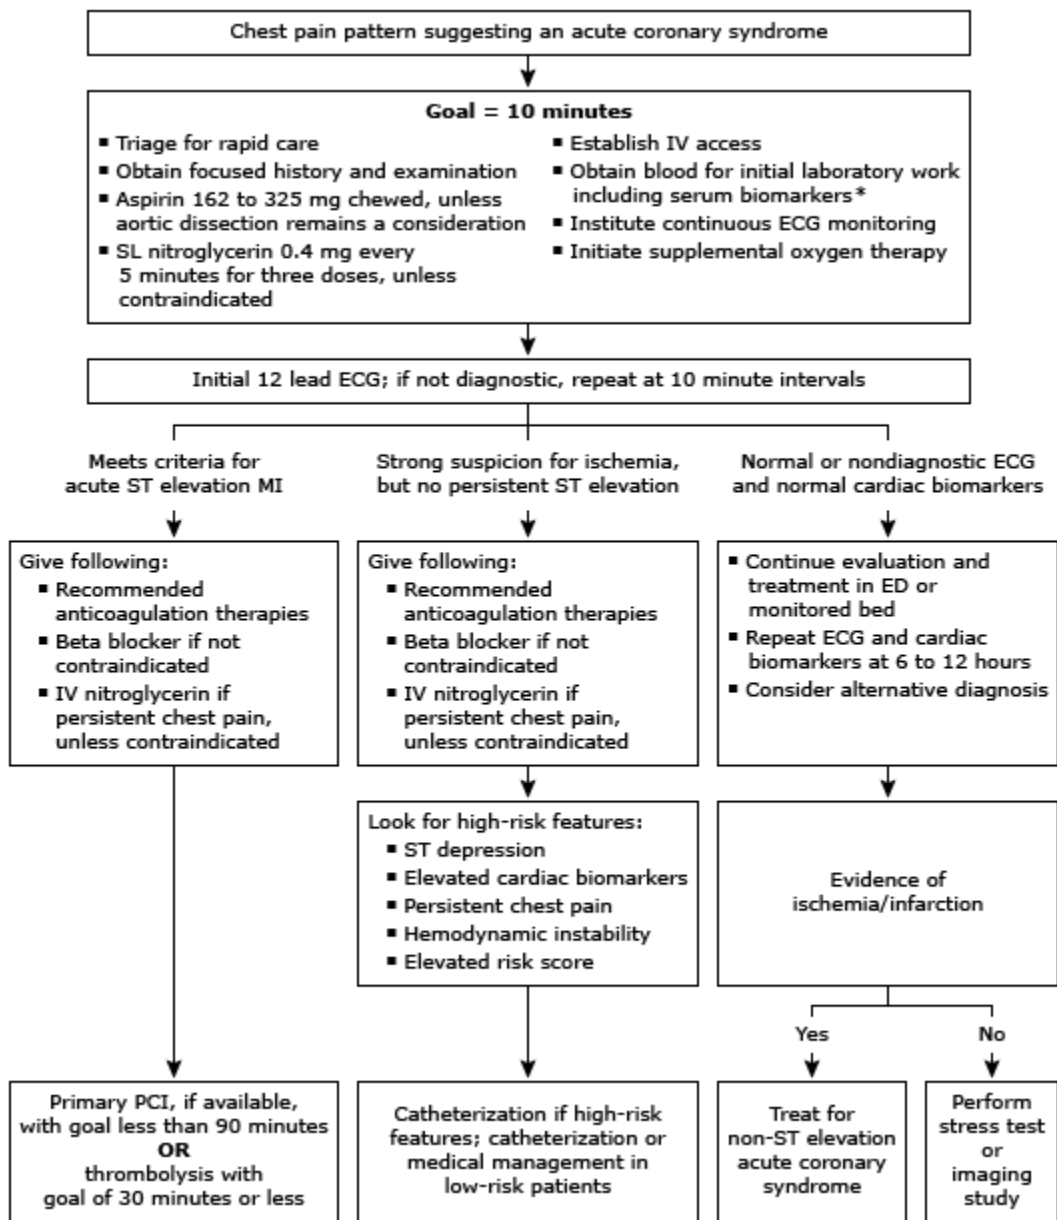 Chest pain pattern suggesting an acute coronary syndrome
Goal = 10 minutes
▪ Triage for rapid care
▪ Obtain focused history and examination
▪ Aspirin 162 to 325 mg chewed, unless
aortic dissection remains a consideration
▪ SL nitroglycerin 0.4 mg every
5 minutes for three doses, unless
contraindicated
▪ Establish IV access
▪ Obtain blood for initial laboratory work
including serum biomarkers*
▪ Institute continuous ECG monitoring
▪ Initiate supplemental oxygen therapy
Initial 12 lead ECG; if not diagnostic, repeat at 10 minute intervals
Meets criteria for
acute ST elevation MI
Give following:
▪ Recommended
anticoagulation therapies
▪ Beta blocker if not
contraindicated
▪ IV nitroglycerin if
persistent chest pain,
unless contraindicated
Primary PCI, if available,
with goal less than 90 minutes
OR
thrombolysis with
goal of 30 minutes or less
Strong suspicion for ischemia,
but no persistent ST elevation
Give following:
▪ Recommended
anticoagulation therapies
▪ Beta blocker if not
contraindicated
▪ IV nitroglycerin if
persistent chest pain,
unless contraindicated
Look for high-risk features:
▪ ST depression
▪ Elevated cardiac biomarkers
▪ Persistent chest pain
▪ Hemodynamic instability
▪ Elevated risk score
Catheterization if high-risk
features; catheterization or
medical management in
low-risk patients
Normal or nondiagnostic ECG
and normal cardiac biomarkers
▪ Continue evaluation and
treatment in ED or
monitored bed
▪ Repeat ECG and cardiac
biomarkers at 6 to 12 hours
▪ Consider alternative diagnosis
Evidence of
ischemia/infarction
Yes
Treat for
non-ST elevation
acute coronary
syndrome
No
Perform
stress test
or
imaging
study